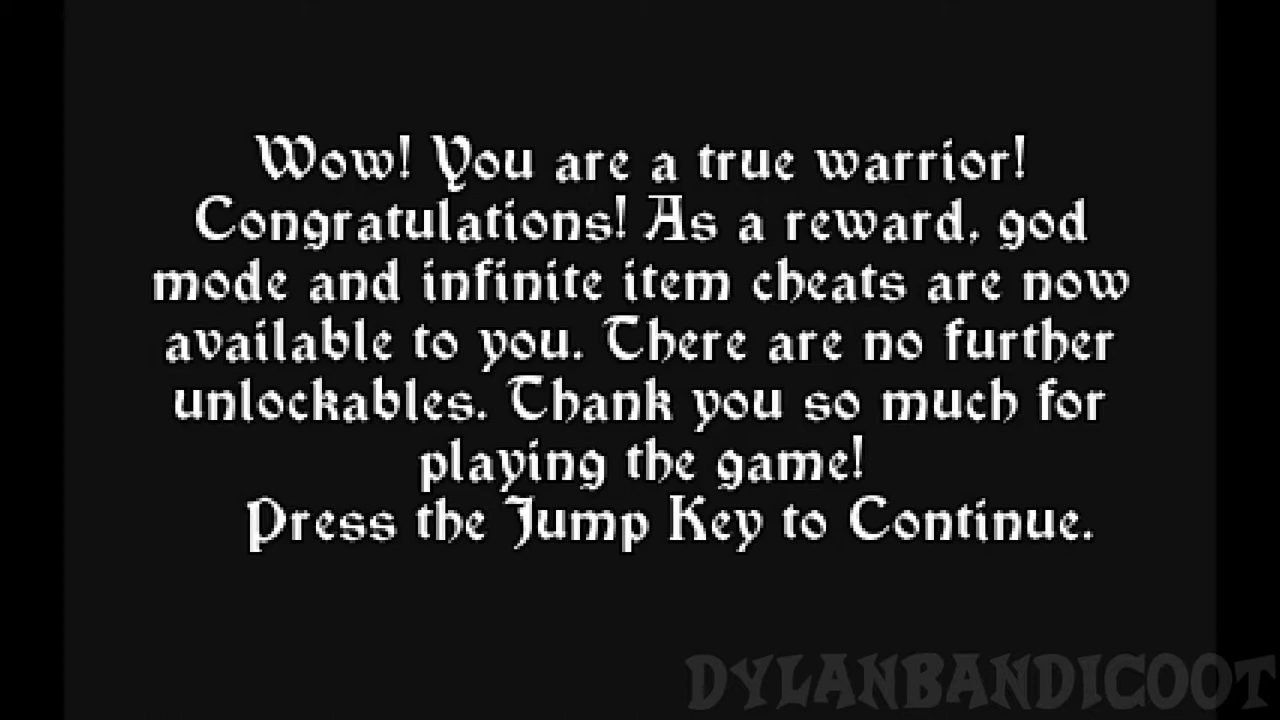 Wow! You are a true warrior!
Congratulations! As a reward, god
mode and infinite item cheats are now
available to you. There are no further
unlockables. Thank you so much for
playing the game!
Press the Jump Key to Continue.
DYLANBANDICOOT